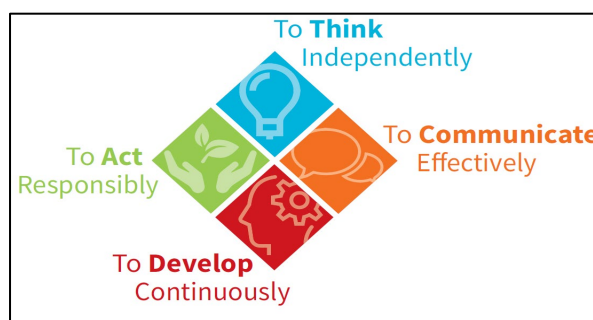 To Think
Independently
To Communicate
Effectively
To Act
Responsibly
To Develop
Continuously